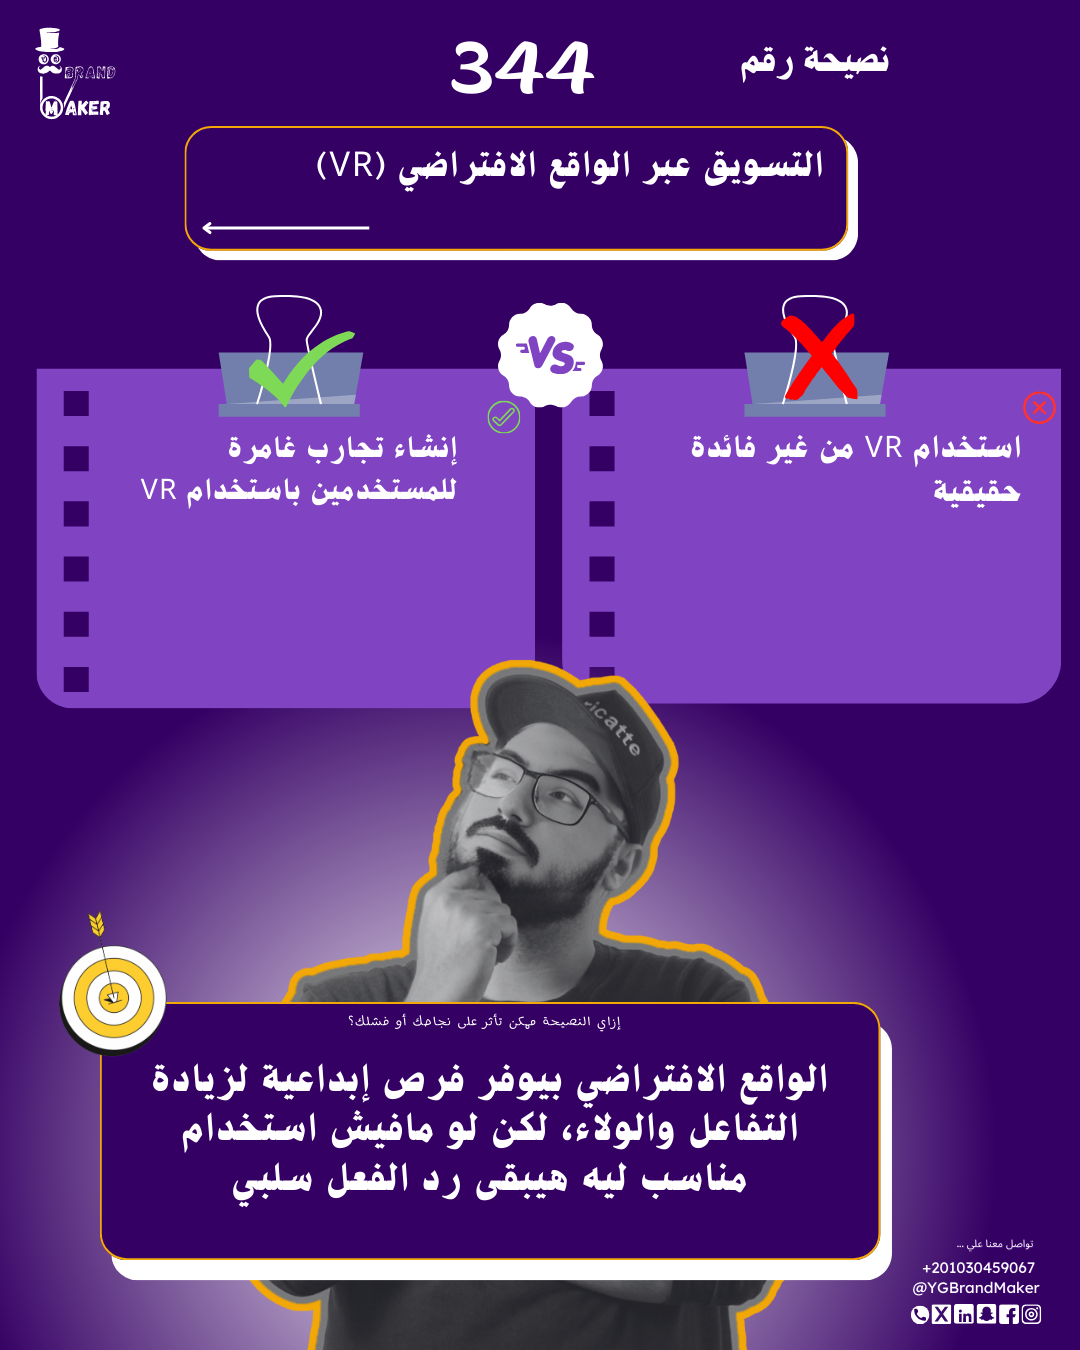 BRAND
MAKER
نصيحة رقم
344
التسويق عبر الواقع الافتراضي (VR)
VS
استخدام VR من غير فائدة
حقيقية
إنشاء تجارب غامرة
للمستخدمين باستخدام VR
icatte
إزاي النصيحة ممكن تأثر على نجاحك أو فشلك؟
الواقع الافتراضي بيوفر فرص إبداعية لزيادة
التفاعل والولاء، لكن لو مافيش استخدام
مناسب ليه هيبقى رد الفعل سلبي
تواصل معنا علي ...
+201030459067
@YGBrandMaker